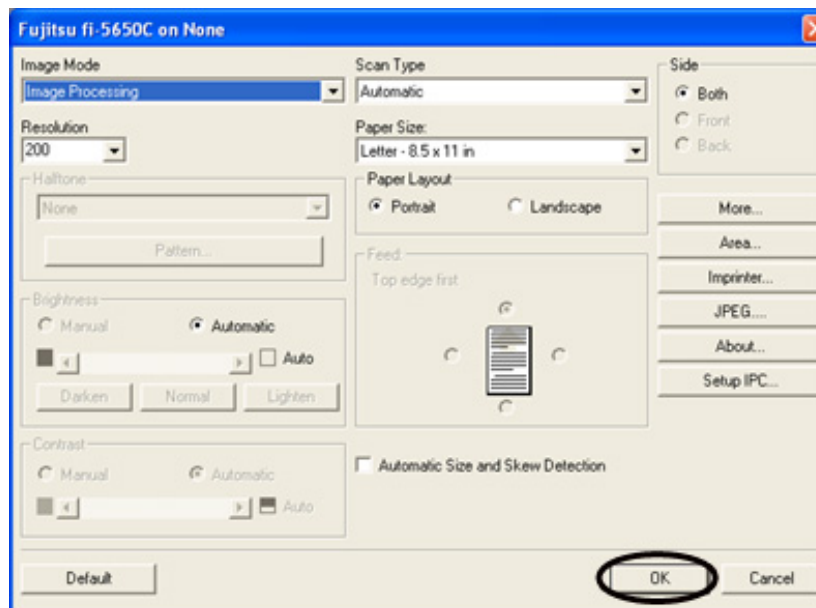 Fujitsu fi-5650C on None
Image Mode
Image Processing
Scan Type
Automatic
Side
Both
Front
Back
Resolution
200
Paper Size:
Letter - 8.5 x 11 in
Halftone
None
Pattern...
Paper Layout
Portrait Landscape
More...
Area...
Imprinter...
JPEG....
About...
Setup IPC...
Feed:
Top edge first
Brightness
Manual Automatic
Auto
Darken Normal Lighten
Contrast
Manual Automatic
Auto
Automatic Size and Skew Detection
Default OK Cancel